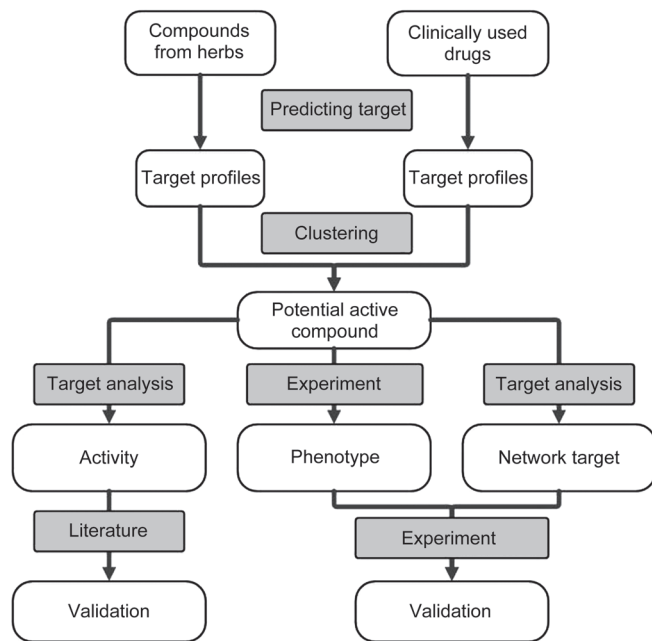 Compounds
from herbs
Clinically used
drugs
Predicting target
Target profiles
Target profiles
Clustering
Potential active
compound
Target analysis
Experiment
Target analysis
Activity
Phenotype
Network target
Literature
Experiment
Validation
Validation